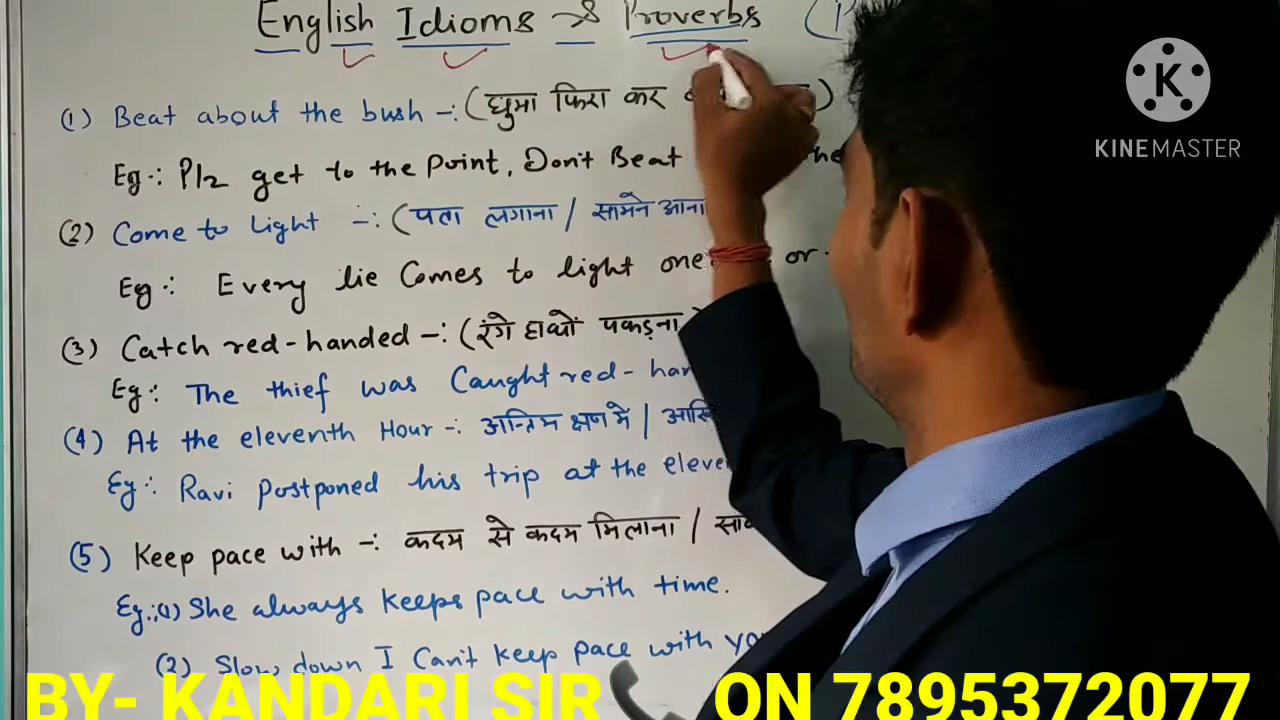 English Idioms & Proverbs
(1) Beat about the bush -: (घुमा फिरा कर )
Eg-: Plz get to the Point, Don't Beat
(2) Come to Light -: (पता लगाना / सामने आना
Eg-: Every lie Comes to light one or
(3) Catch red-handed -: (रंगे हाथों पकड़ना
Eg-: The thief was Caught red-
(4) At the eleventh Hour -: अन्तिम क्षण में /
Eg-: Ravi Postponed his trip at the
(5) Keep pace with -: कदम से कदम मिलाना /
Eg-:(1) She always keeps pace with time.
(2) Slow down I Can't keep pace with
K
KINEMASTER
BY- KANDARI SIR📞 ON 7895372077